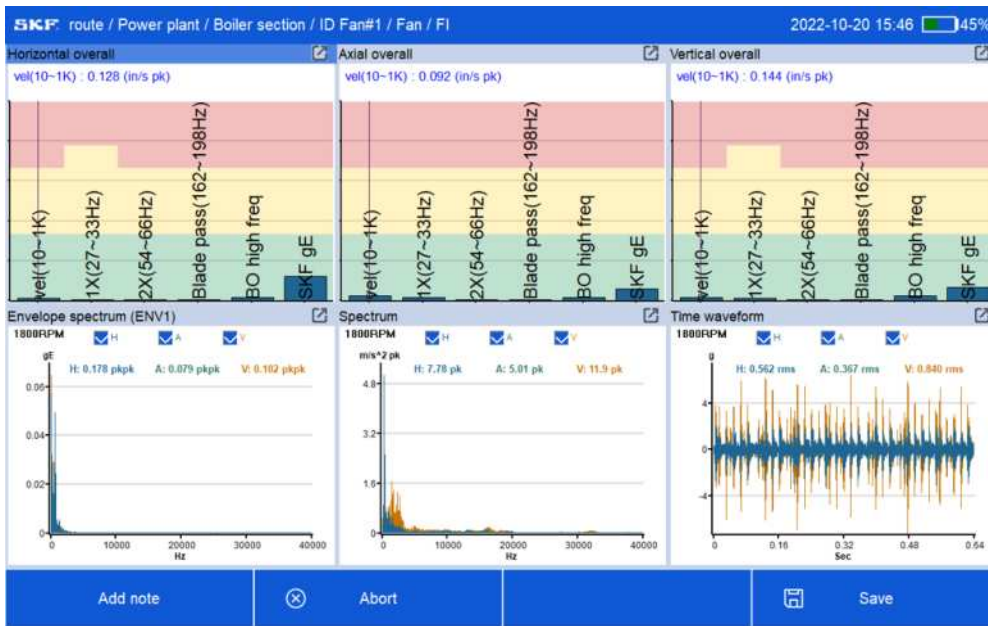 SKF. route / Power plant / Boiler section / ID Fan#1 / Fan / FI
2022-10-20 15:46 45%
Horizontal overall
vel(10~1K) : 0.128 (in/s pk)
vel(10~1K)
1X(27~33Hz)
2X(54~66Hz)
Blade pass(162~198Hz)
BO high freq
SKF gE
Axial overall
vel(10~1K) : 0.092 (in/s pk)
vel(10~1K)
1X(27~33Hz)
2X(54~66Hz)
Blade pass(162~198Hz)
BO high freq
SKF gE
Vertical overall
vel(10~1K) : 0.144 (in/s pk)
vel(10~1K)
1X(27~33Hz)
2X(54~66Hz)
Blade pass(162~198Hz)
BO high freq
SKF gE
Envelope spectrum (ENV1)
1800RPM H A V
gE
H: 0.178 pkpk A: 0.079 pkpk V: 0.102 pkpk
0.06
0.04
0.02
0
0 10000 20000 30000 40000
Hz
Spectrum
1800RPM H A V
m/s^2 pk
H: 7.78 pk A: 5.01 pk V: 11.9 pk
4.8
3.2
1.6
0
0 10000 20000 30000 40000
Hz
Time waveform
1800RPM H A V
g
H: 0.562 rms A: 0.367 rms V: 0.840 rms
4
0
-4
0 0.16 0.32 0.48 0.64
Sec
Add note Abort Save